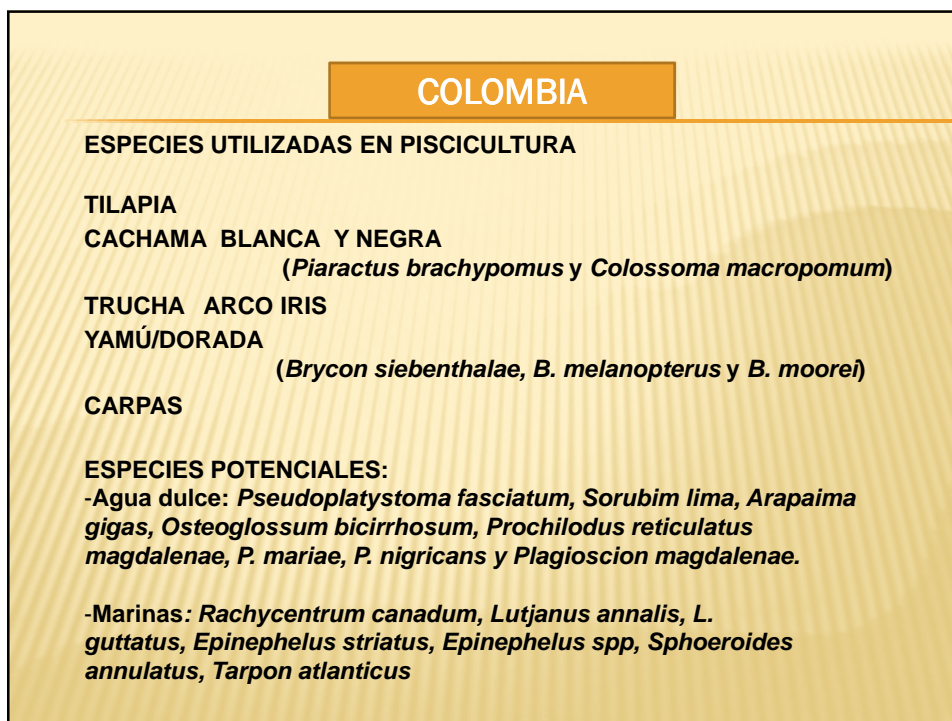 COLOMBIA
ESPECIES UTILIZADAS EN PISCICULTURA
TILAPIA
CACHAMA BLANCA Y NEGRA
(Piaractus brachypomus y Colossoma macropomum)
TRUCHA ARCO IRIS
YAMÚ/DORADA
(Brycon siebenthalae, B. melanopterus y B. moorei)
CARPAS
ESPECIES POTENCIALES:
-Agua dulce: Pseudoplatystoma fasciatum, Sorubim lima, Arapaima
gigas, Osteoglossum bicirrhosum, Prochilodus reticulatus
magdalenae, P. mariae, P. nigricans y Plagioscion magdalenae.
-Marinas: Rachycentrum canadum, Lutjanus annalis, L.
guttatus, Epinephelus striatus, Epinephelus spp, Sphoeroides
annulatus, Tarpon atlanticus